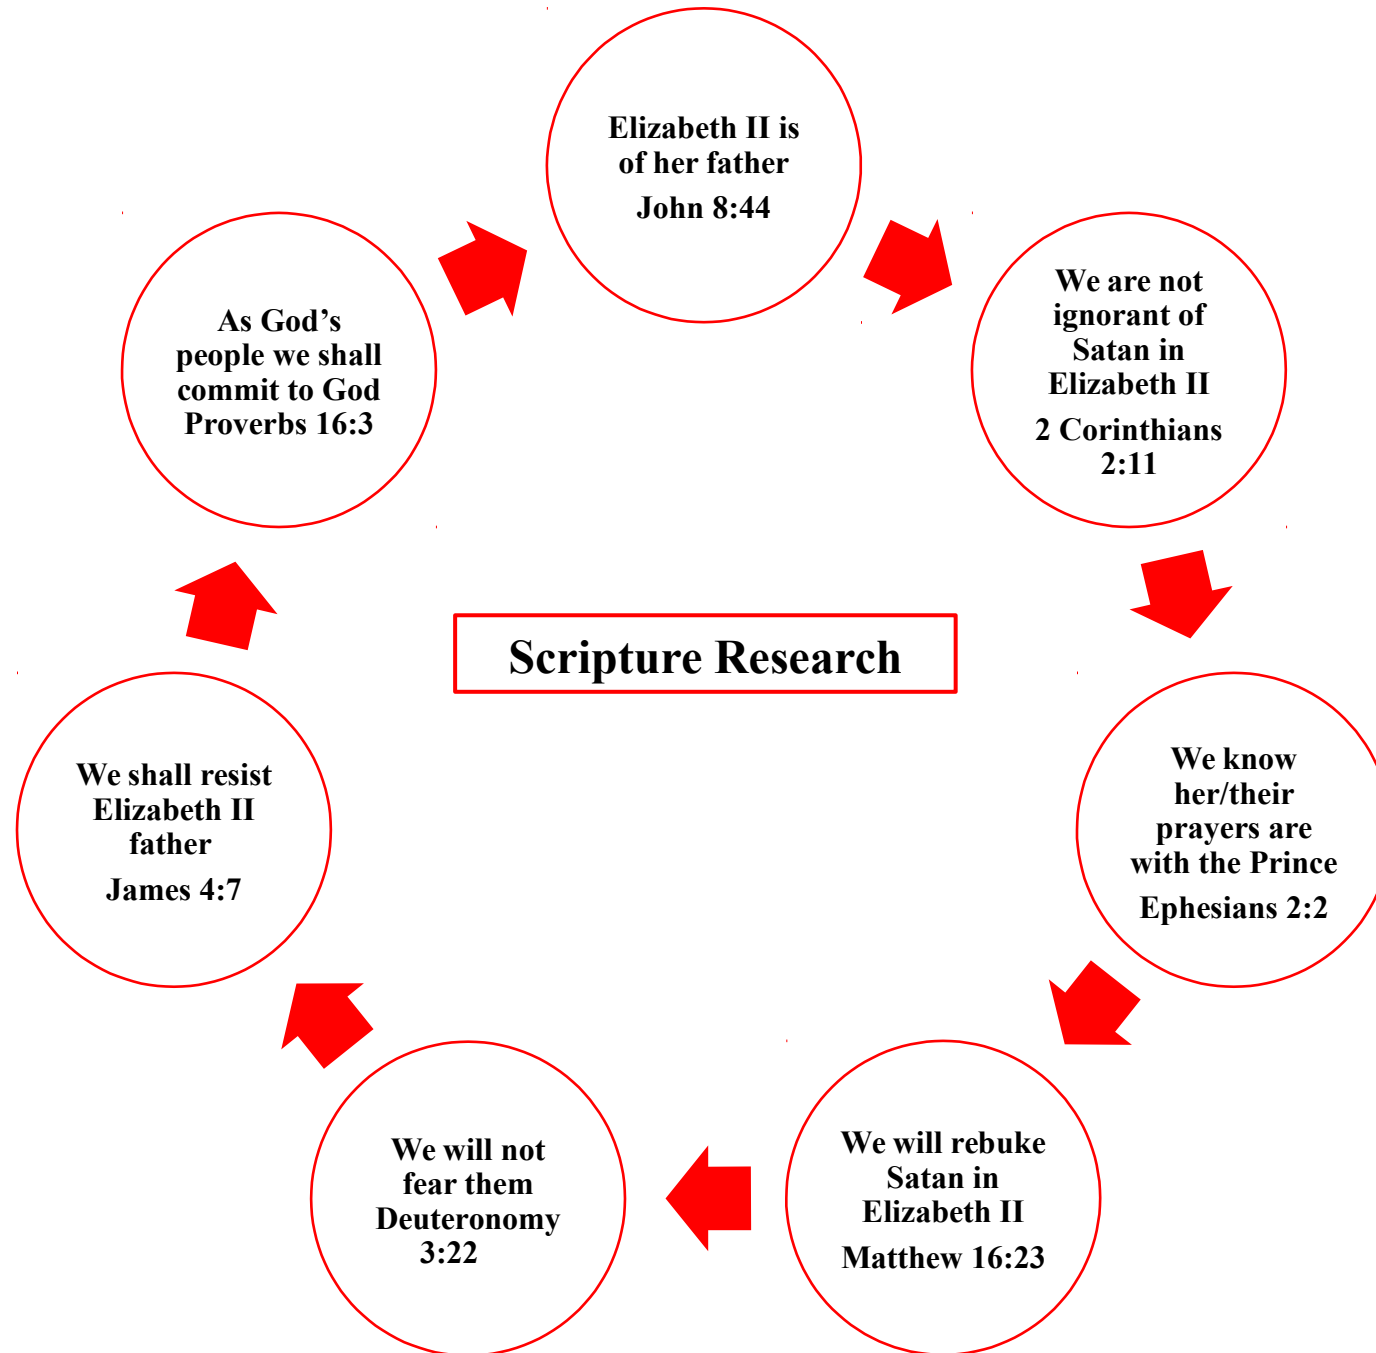 Elizabeth II is
of her father
John 8:44
We are not
ignorant of
Satan in
Elizabeth II
2 Corinthians
2:11
We know
her/their
prayers are
with the Prince
Ephesians 2:2
We will rebuke
Satan in
Elizabeth II
Matthew 16:23
We will not
fear them
Deuteronomy
3:22
We shall resist
Elizabeth II
father
James 4:7
As God’s
people we shall
commit to God
Proverbs 16:3
Scripture Research